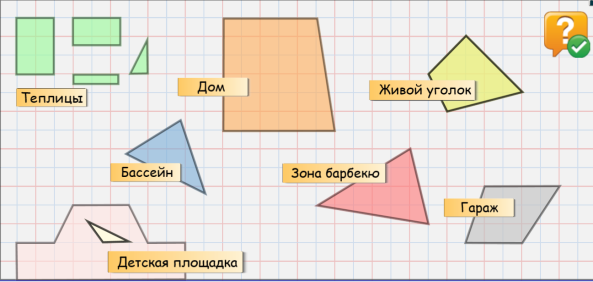 ?
Дом
Живой уголок
Теплицы
Бассейн
Зона барбекю
Гараж
Детская площадка